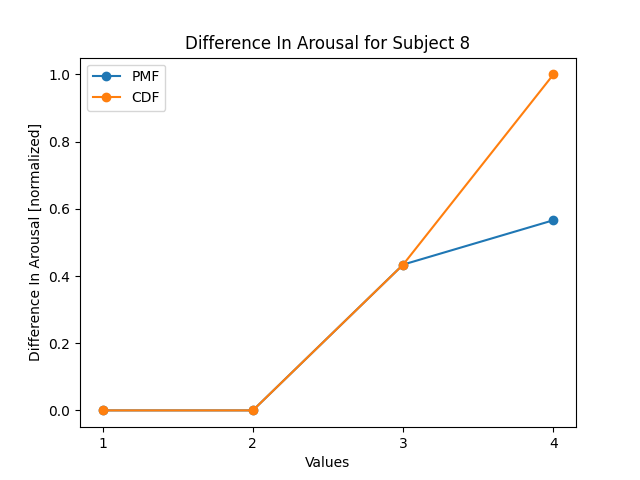 Difference In Arousal for Subject 8
PMF
CDF
Difference In Arousal [normalized]
1.0
0.8
0.6
0.4
0.2
0.0
1 2 3 4
Values